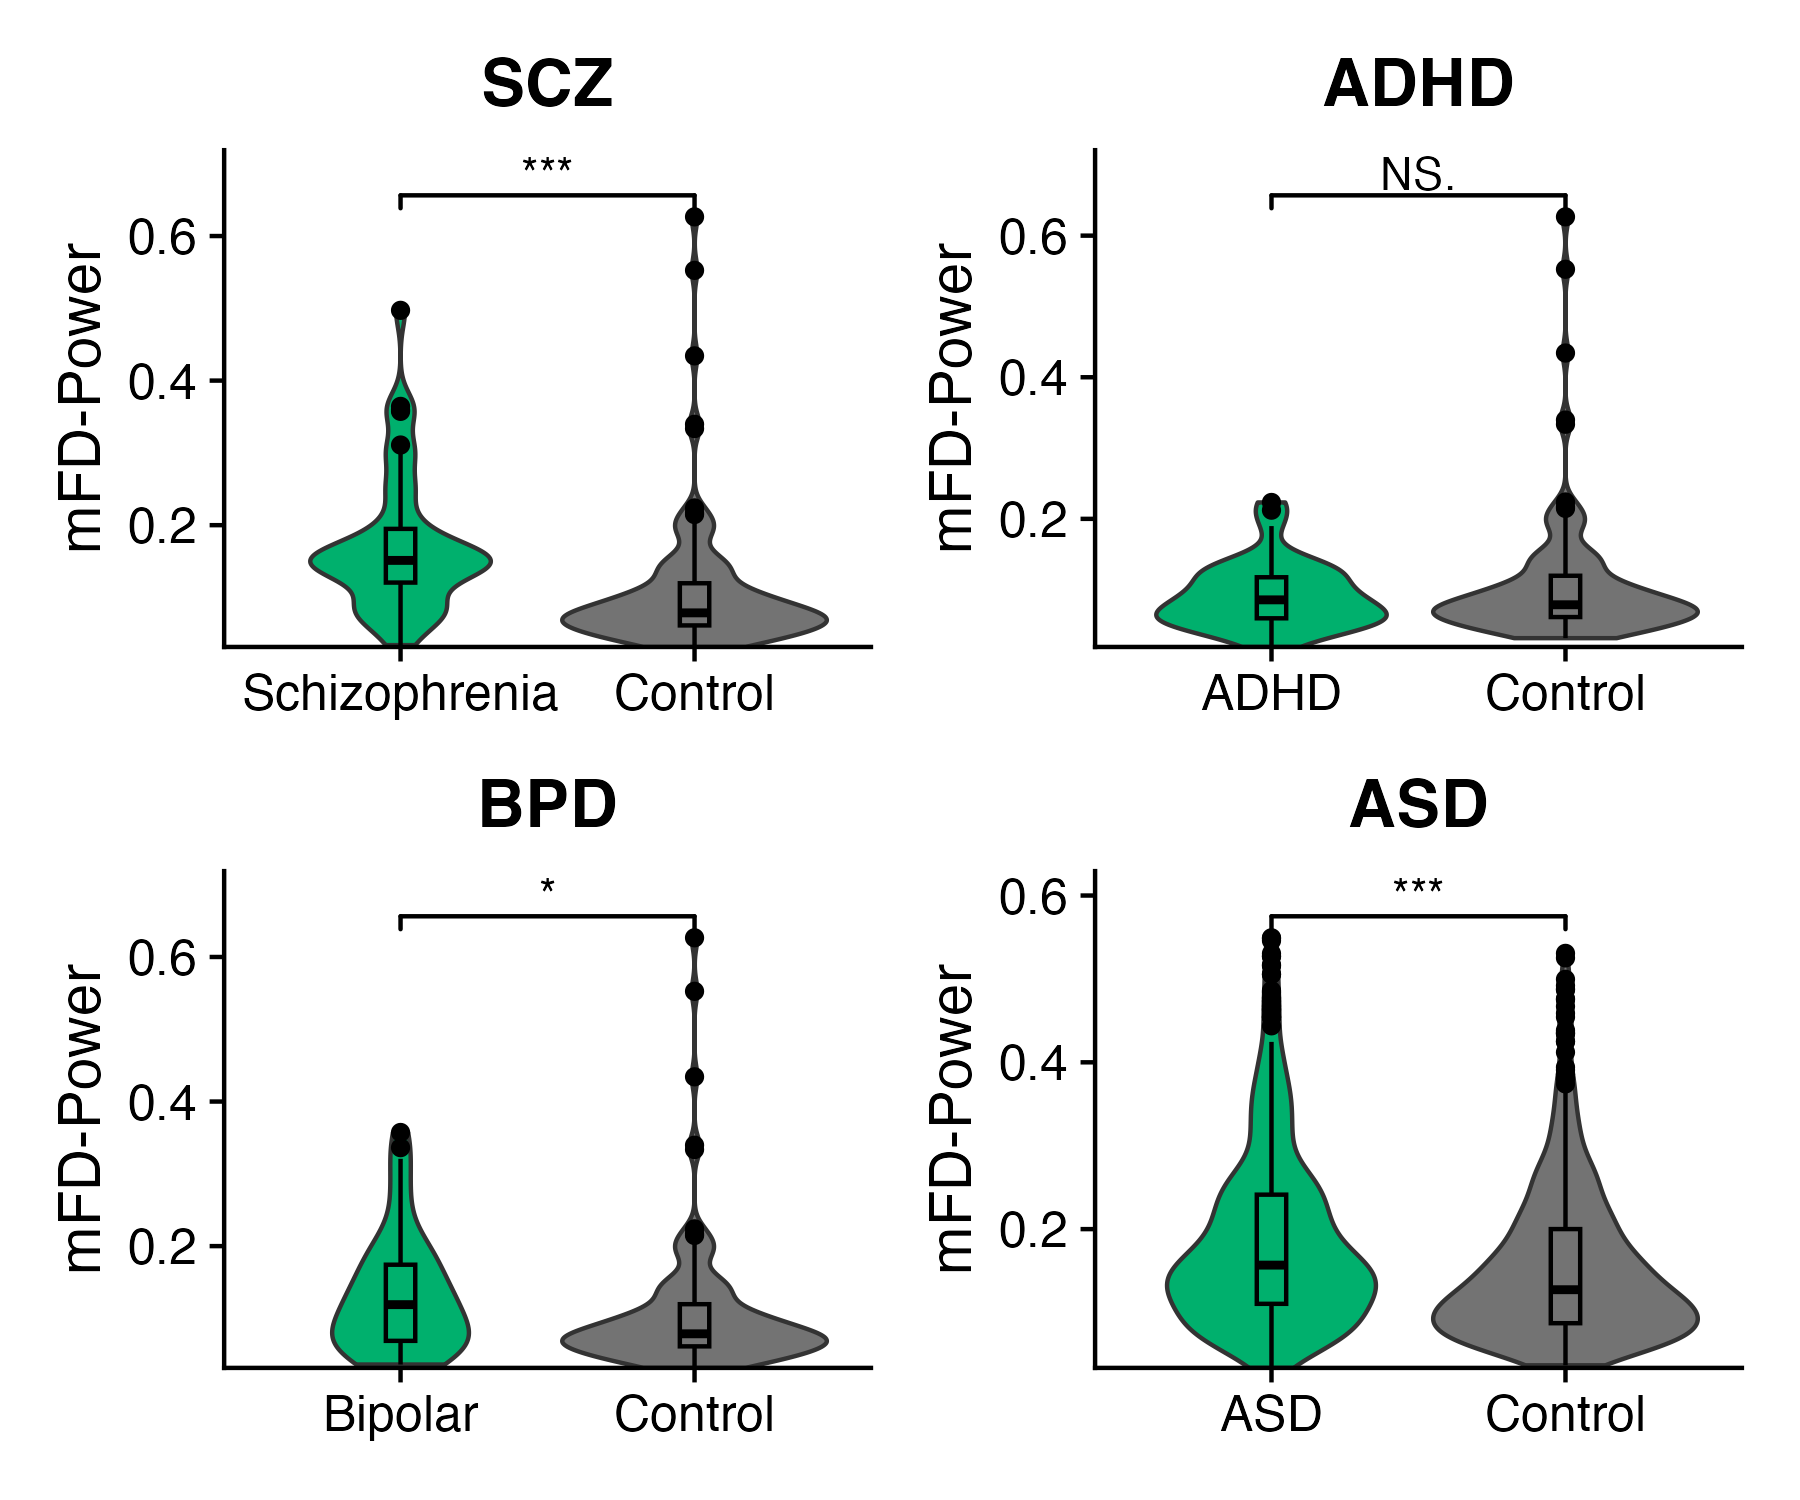 SCZ
***
mFD-Power
0.6
0.4
0.2
Schizophrenia
Control
ADHD
NS.
mFD-Power
0.6
0.4
0.2
ADHD
Control
BPD
*
mFD-Power
0.6
0.4
0.2
Bipolar
Control
ASD
***
mFD-Power
0.6
0.4
0.2
ASD
Control